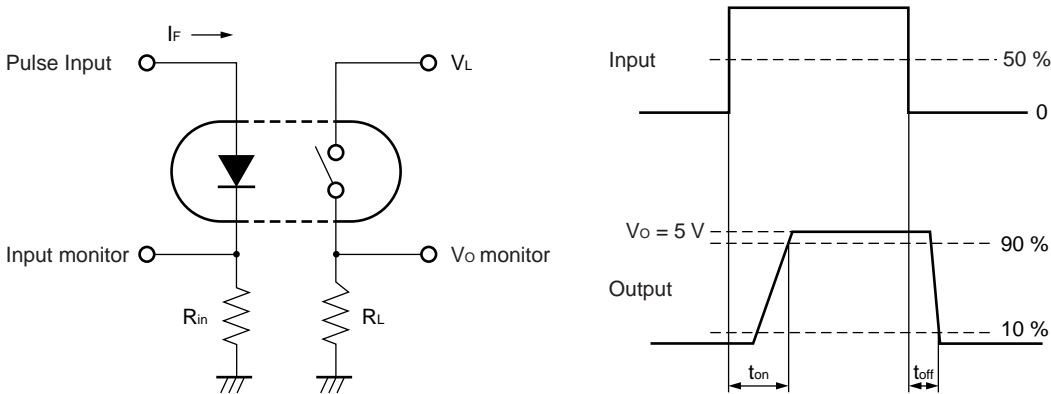 IF
Pulse Input
VL
Input monitor
VO monitor
Rin
RL
Input
50 %
0
VO = 5 V
90 %
Output
10 %
ton
toff